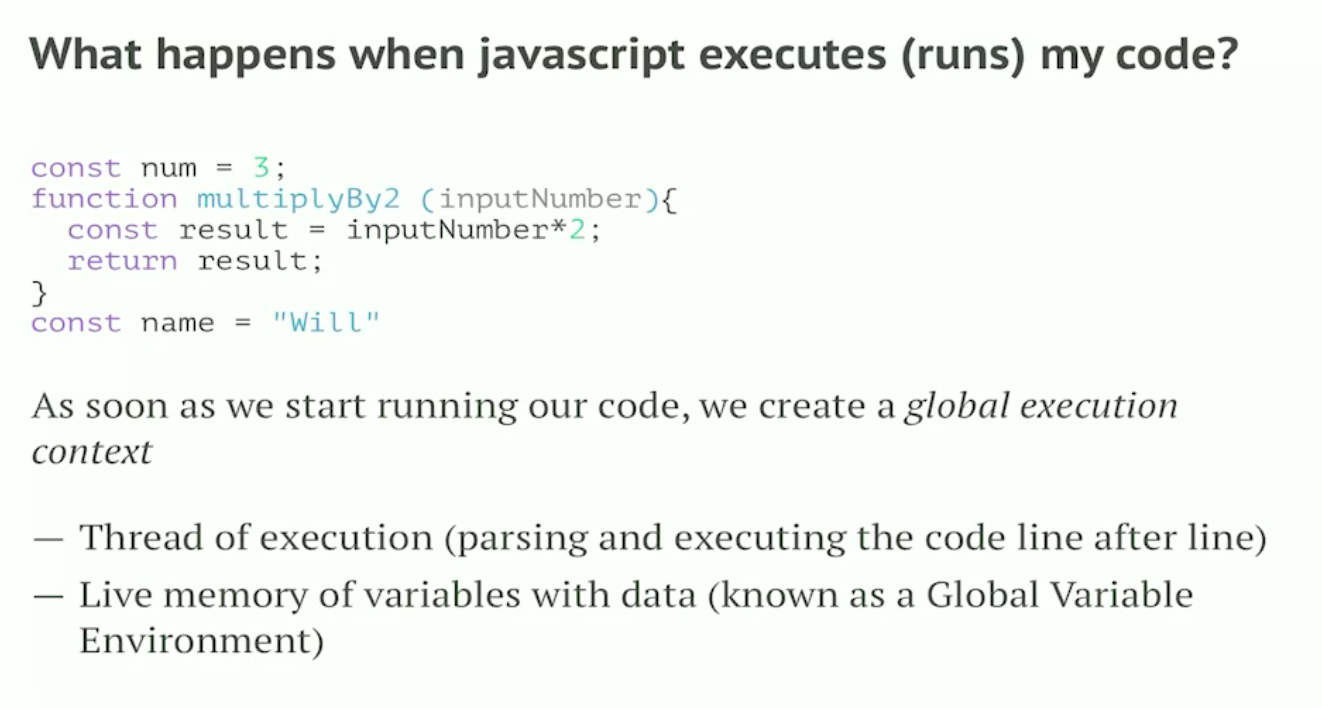 What happens when javascript executes (runs) my code?
const num = 3;
function multiplyBy2 (inputNumber){
  const result = inputNumber*2;
  return result;
}
const name = "Will"
As soon as we start running our code, we create a global execution
context
— Thread of execution (parsing and executing the code line after line)
— Live memory of variables with data (known as a Global Variable
Environment)